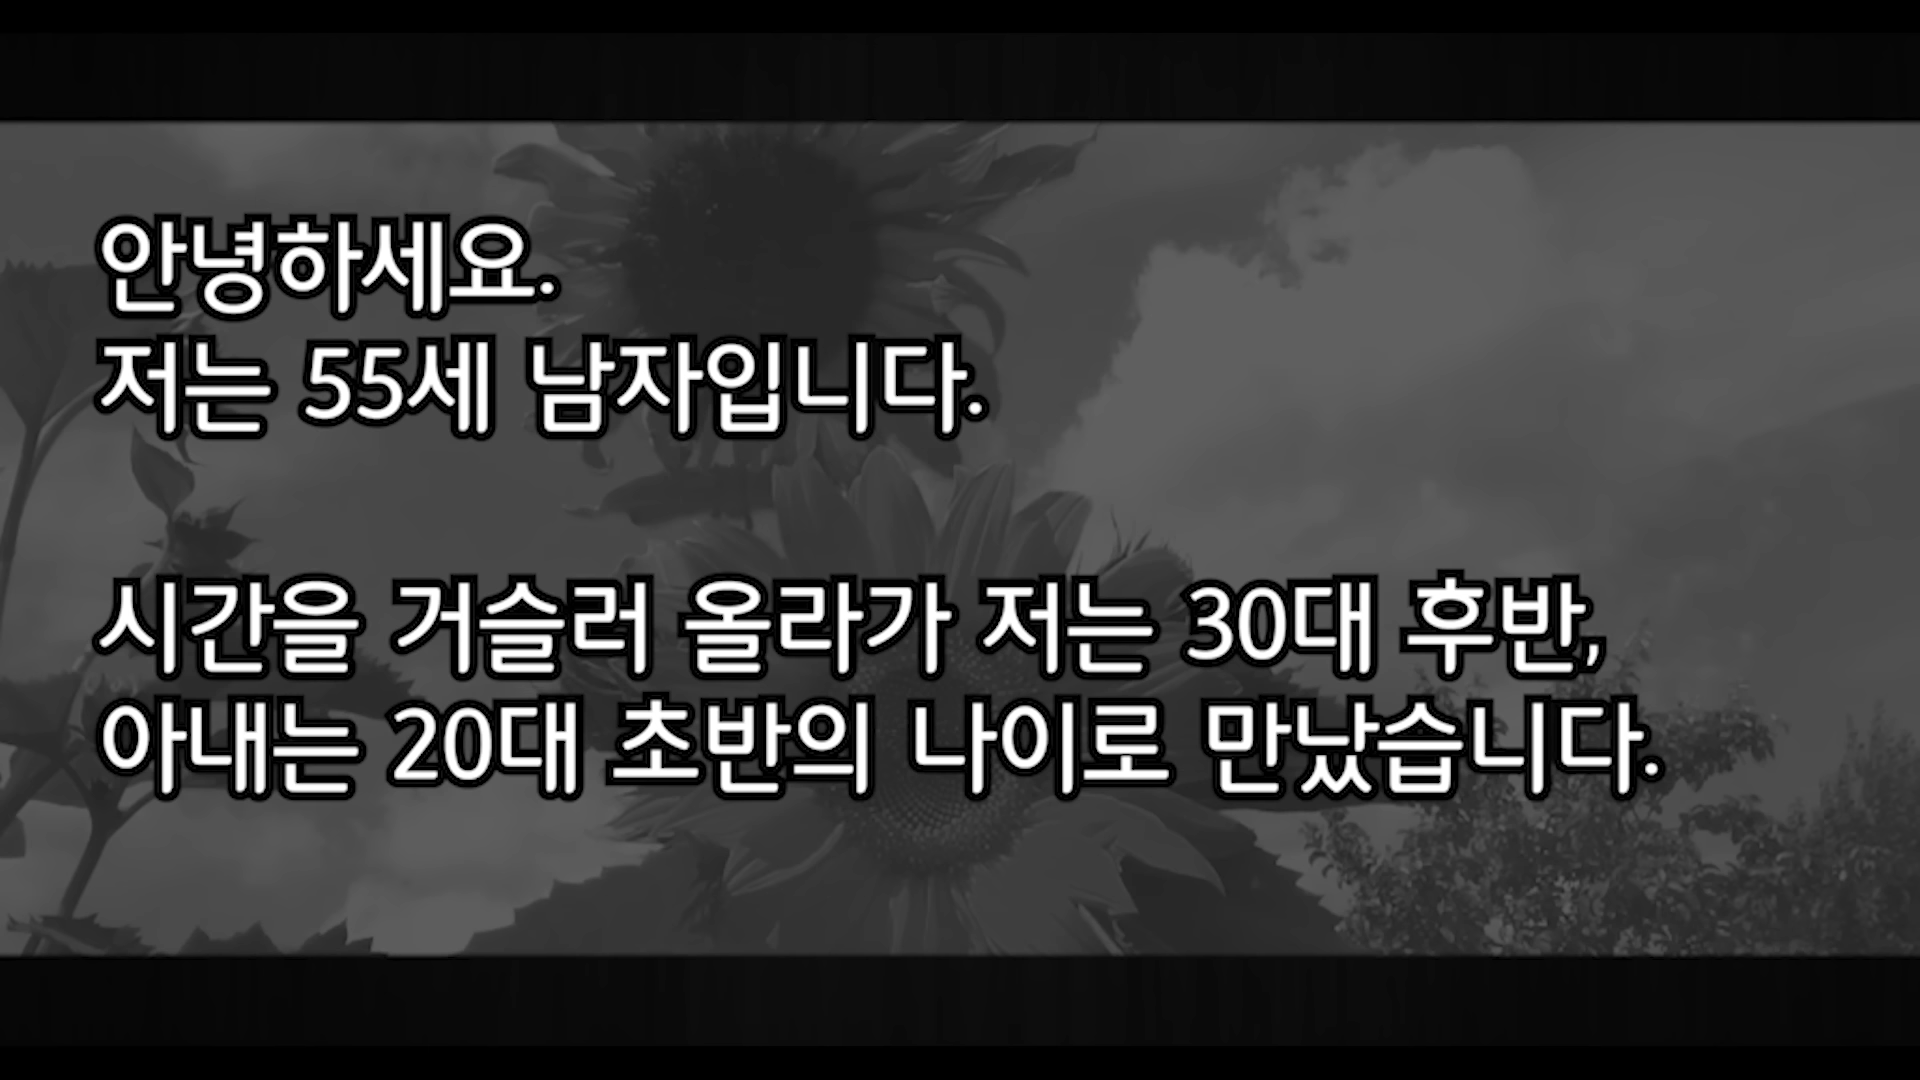 안녕하세요.
저는 55세 남자입니다.
시간을 거슬러 올라가 저는 30대 후반,
아내는 20대 초반의 나이로 만났습니다.